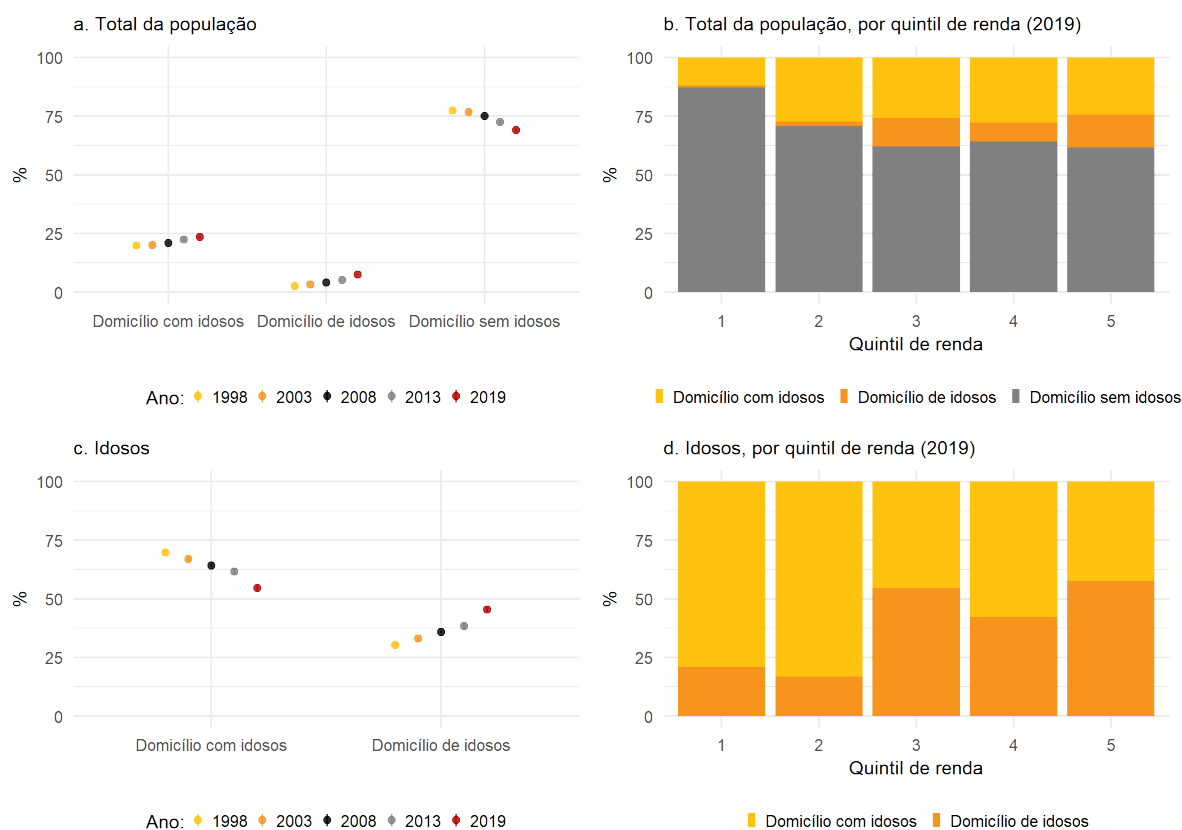 a. Total da população
100
75
50
25
0
%
Domicílio com idosos Domicílio de idosos Domicílio sem idosos
Ano: 1998 2003 2008 2013 2019
b. Total da população, por quintil de renda (2019)
100
75
50
25
0
%
1 2 3 4 5
Quintil de renda
Domicílio com idosos Domicílio de idosos Domicílio sem idosos
c. Idosos
100
75
50
25
0
%
Domicílio com idosos Domicílio de idosos
Ano: 1998 2003 2008 2013 2019
d. Idosos, por quintil de renda (2019)
100
75
50
25
0
%
1 2 3 4 5
Quintil de renda
Domicílio com idosos Domicílio de idosos